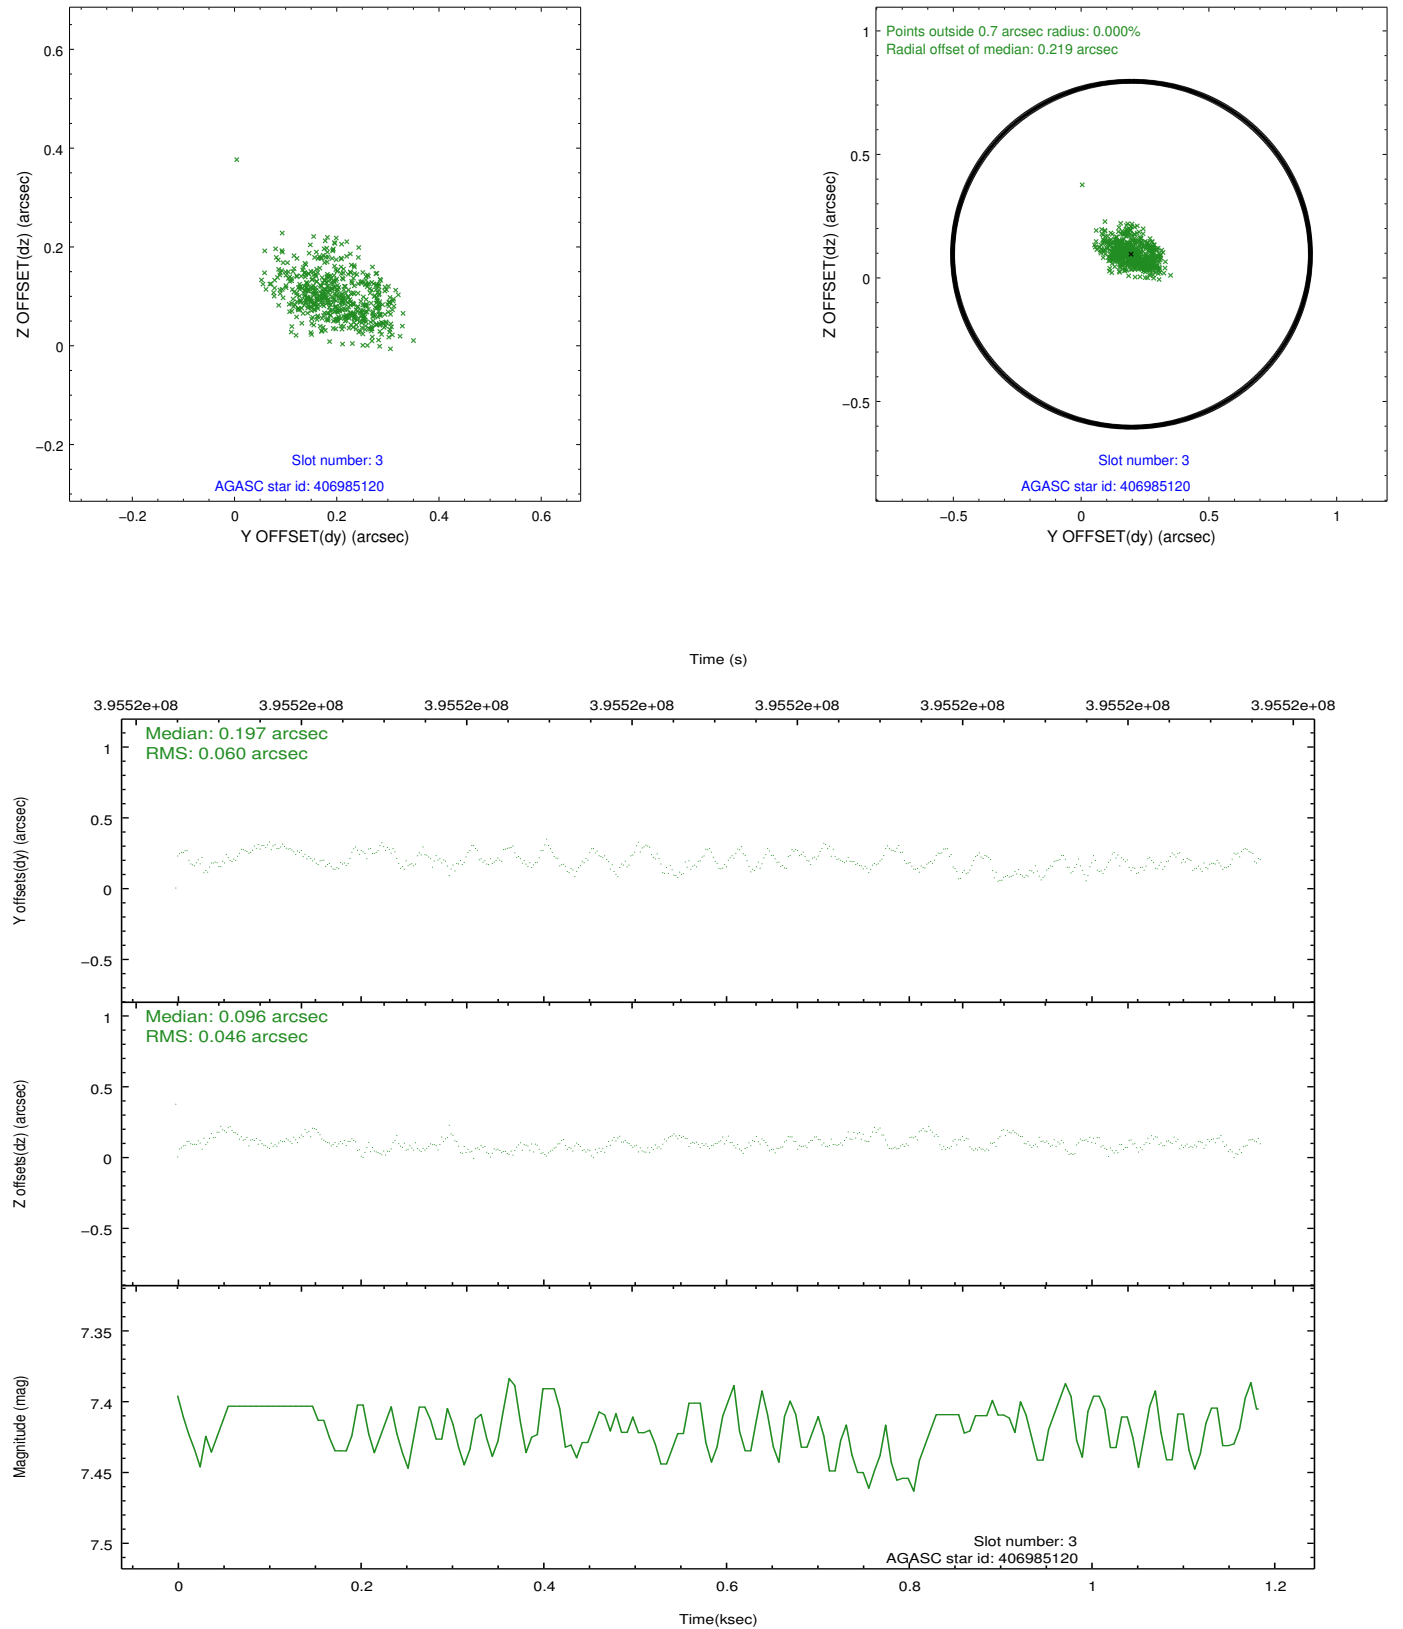 0.6
0.4
0.2
0
−0.2
Z OFFSET(dz) (arcsec)
Slot number: 3
AGASC star id: 406985120
−0.2 0 0.2 0.4 0.6
Y OFFSET(dy) (arcsec)
Points outside 0.7 arcsec radius: 0.000%
Radial offset of median: 0.219 arcsec
1
0.5
0
−0.5
Z OFFSET(dz) (arcsec)
Slot number: 3
AGASC star id: 406985120
−0.5 0 0.5 1
Y OFFSET(dy) (arcsec)
Time (s)
3.9552e+08 3.9552e+08 3.9552e+08 3.9552e+08 3.9552e+08 3.9552e+08 3.9552e+08 3.9552e+08
Median: 0.197 arcsec
RMS: 0.060 arcsec
1
0.5
0
−0.5
Y offsets(dy) (arcsec)
Median: 0.096 arcsec
RMS: 0.046 arcsec
1
0.5
0
−0.5
Z offsets(dz) (arcsec)
7.35
7.4
7.45
7.5
Magnitude (mag)
Slot number: 3
AGASC star id: 406985120
0 0.2 0.4 0.6 0.8 1 1.2
Time(ksec)